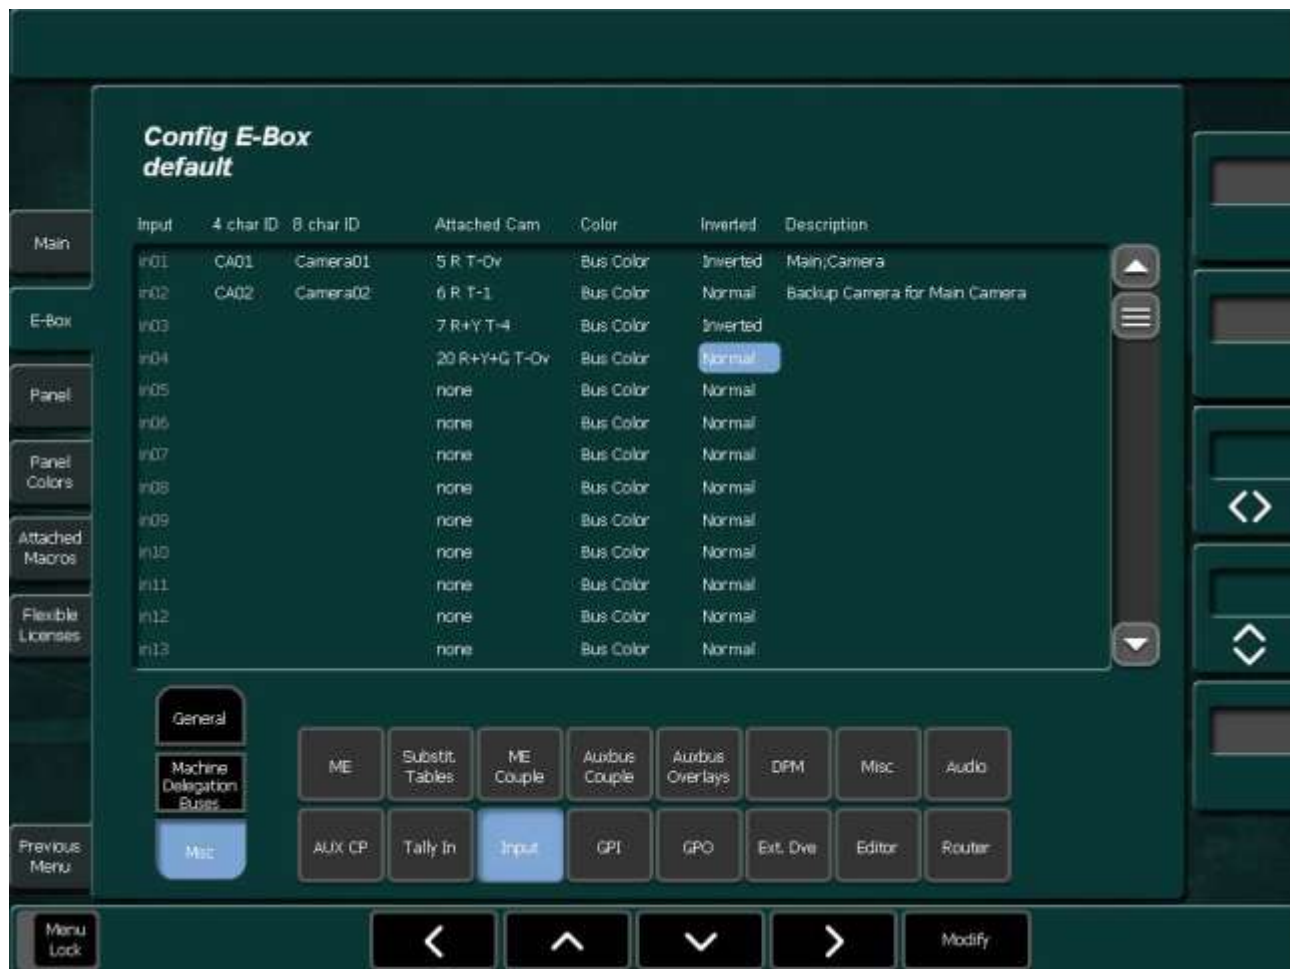 Config E-Box
default
Input 4 char ID 8 char ID Attached Cam Color Inverted Description
in01 CA01 Camera01 5 R T-Ov Bus Color Inverted Main;Camera
in02 CA02 Camera02 6 R T-1 Bus Color Normal Backup Camera for Main Camera
in03 7 R+Y T-4 Bus Color Inverted
in04 20 R+Y+G T-Ov Bus Color Normal
in05 none Bus Color Normal
in06 none Bus Color Normal
in07 none Bus Color Normal
in08 none Bus Color Normal
in09 none Bus Color Normal
in10 none Bus Color Normal
in11 none Bus Color Normal
in12 none Bus Color Normal
in13 none Bus Color Normal
Main
E-Box
Panel
Panel
Colors
Attached
Macros
Flexible
Licenses
Previous
Menu
General
Machine
Delegation
Buses
Misc
ME
Substit.
Tables
ME
Couple
Auxbus
Couple
Auxbus
Overlays
DPM
Misc
Audio
AUX CP
Tally In
Input
GPI
GPO
Ext. Dve
Editor
Router
Menu
Lock
Modify